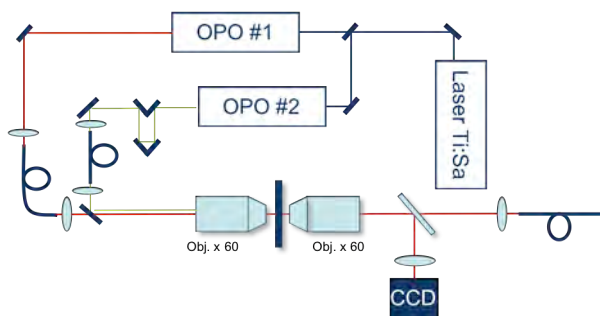 OPO #1
OPO #2
Laser Ti:Sa
Obj. x 60
Obj. x 60
CCD